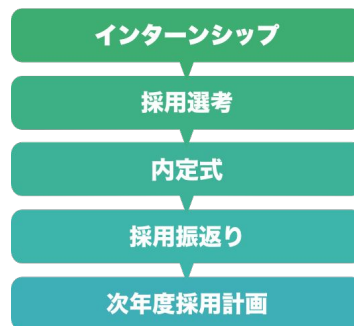 インターンシップ
採用選考
内定式
採用振返り
次年度採用計画